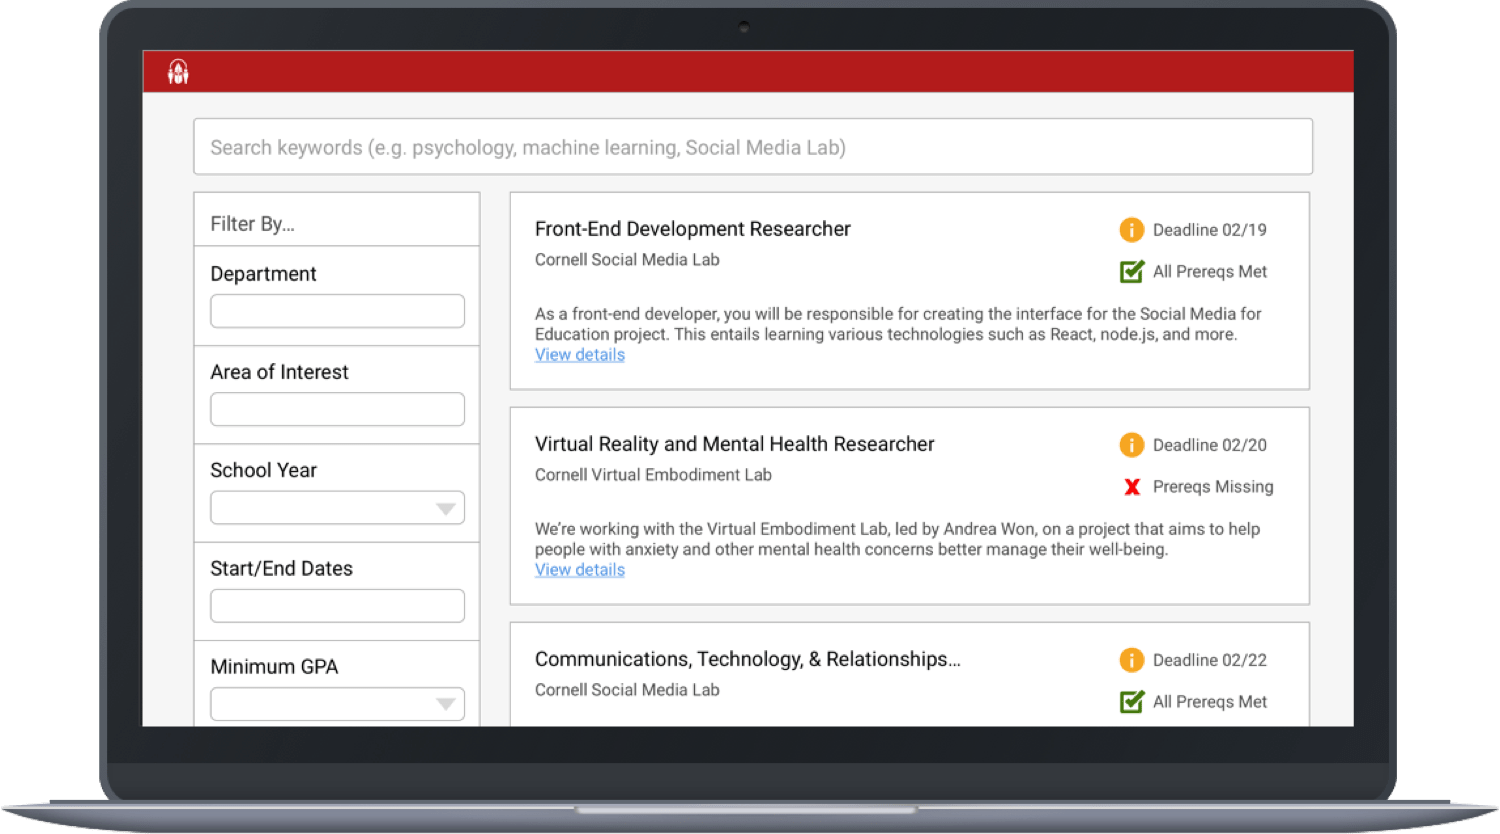 Search keywords (e.g. psychology, machine learning, Social Media Lab)
Filter By...
Department
Area of Interest
School Year
Start/End Dates
Minimum GPA
Front-End Development Researcher
Deadline 02/19
Cornell Social Media Lab
All Prereqs Met
As a front-end developer, you will be responsible for creating the interface for the Social Media for
Education project. This entails learning various technologies such as React, node.js, and more.
View details
Virtual Reality and Mental Health Researcher
Deadline 02/20
Cornell Virtual Embodiment Lab
Prereqs Missing
We’re working with the Virtual Embodiment Lab, led by Andrea Won, on a project that aims to help
people with anxiety and other mental health concerns better manage their well-being.
View details
Communications, Technology, & Relationships...
Deadline 02/22
Cornell Social Media Lab
All Prereqs Met